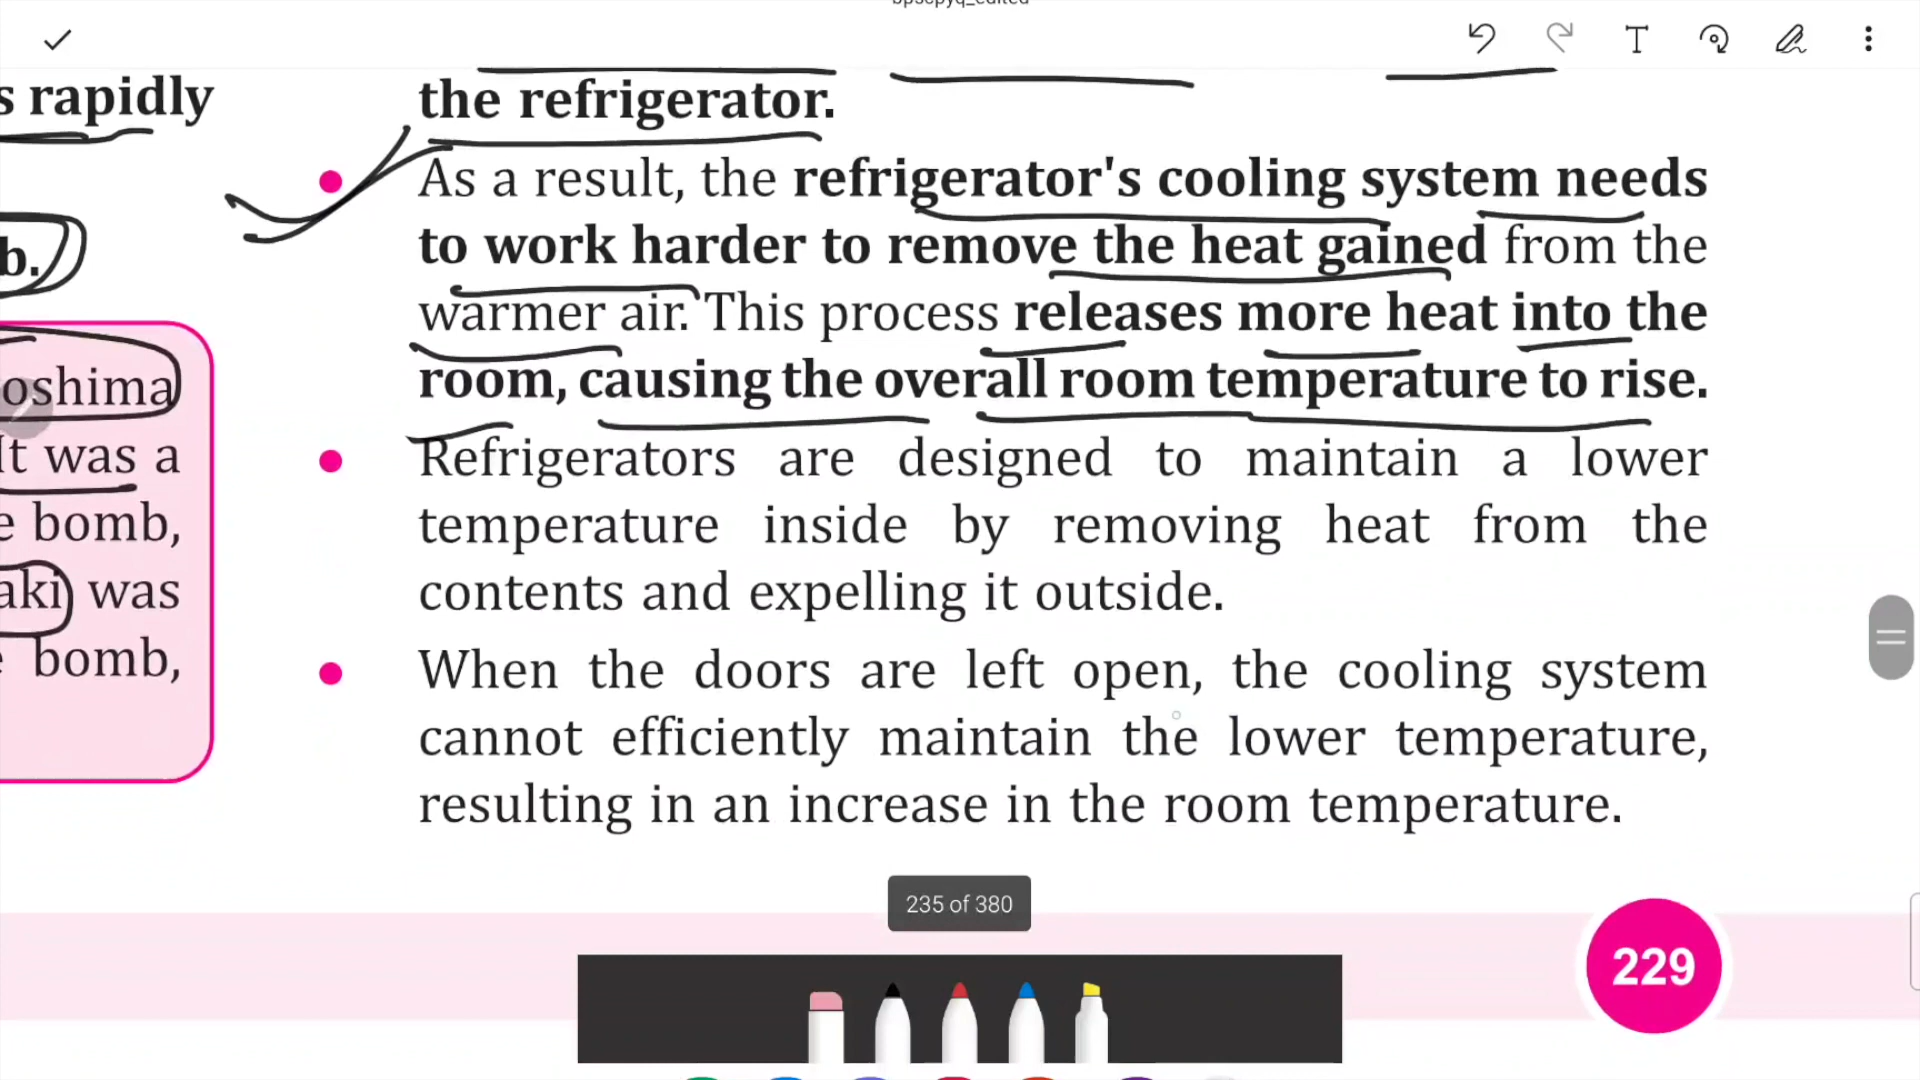 s rapidly
b.
oshima
It was a
e bomb,
aki was
bomb,
the refrigerator.
As a result, the refrigerator's cooling system needs
to work harder to remove the heat gained from the
warmer air. This process releases more heat into the
room, causing the overall room temperature to rise.
Refrigerators are designed to maintain a lower
temperature inside by removing heat from the
contents and expelling it outside.
When the doors are left open, the cooling system
cannot efficiently maintain the lower temperature,
resulting in an increase in the room temperature.
235 of 380
229